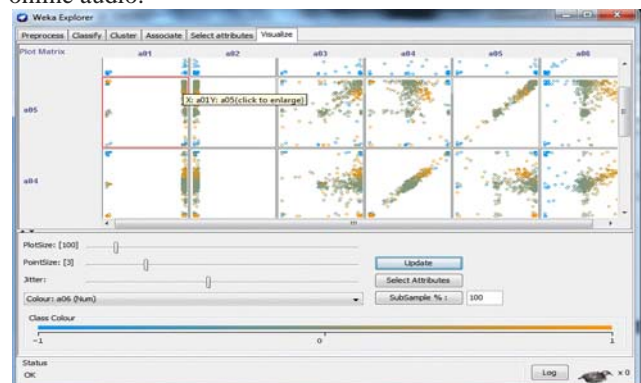 online audio.
Weka Explorer
Preprocess Classify Cluster Associate Select attributes Visualize
Plot Matrix a01 a02 a03 a04 a05 a06
X: a01Y: a05(click to enlarge)
a05
a04
PlotSize: [100]
PointSize: [3]
Update
Jitter:
Select Attributes
Colour: a06 (Num)
SubSample % : 100
Class Colour
-1 0 1
Status
OK
Log x 0